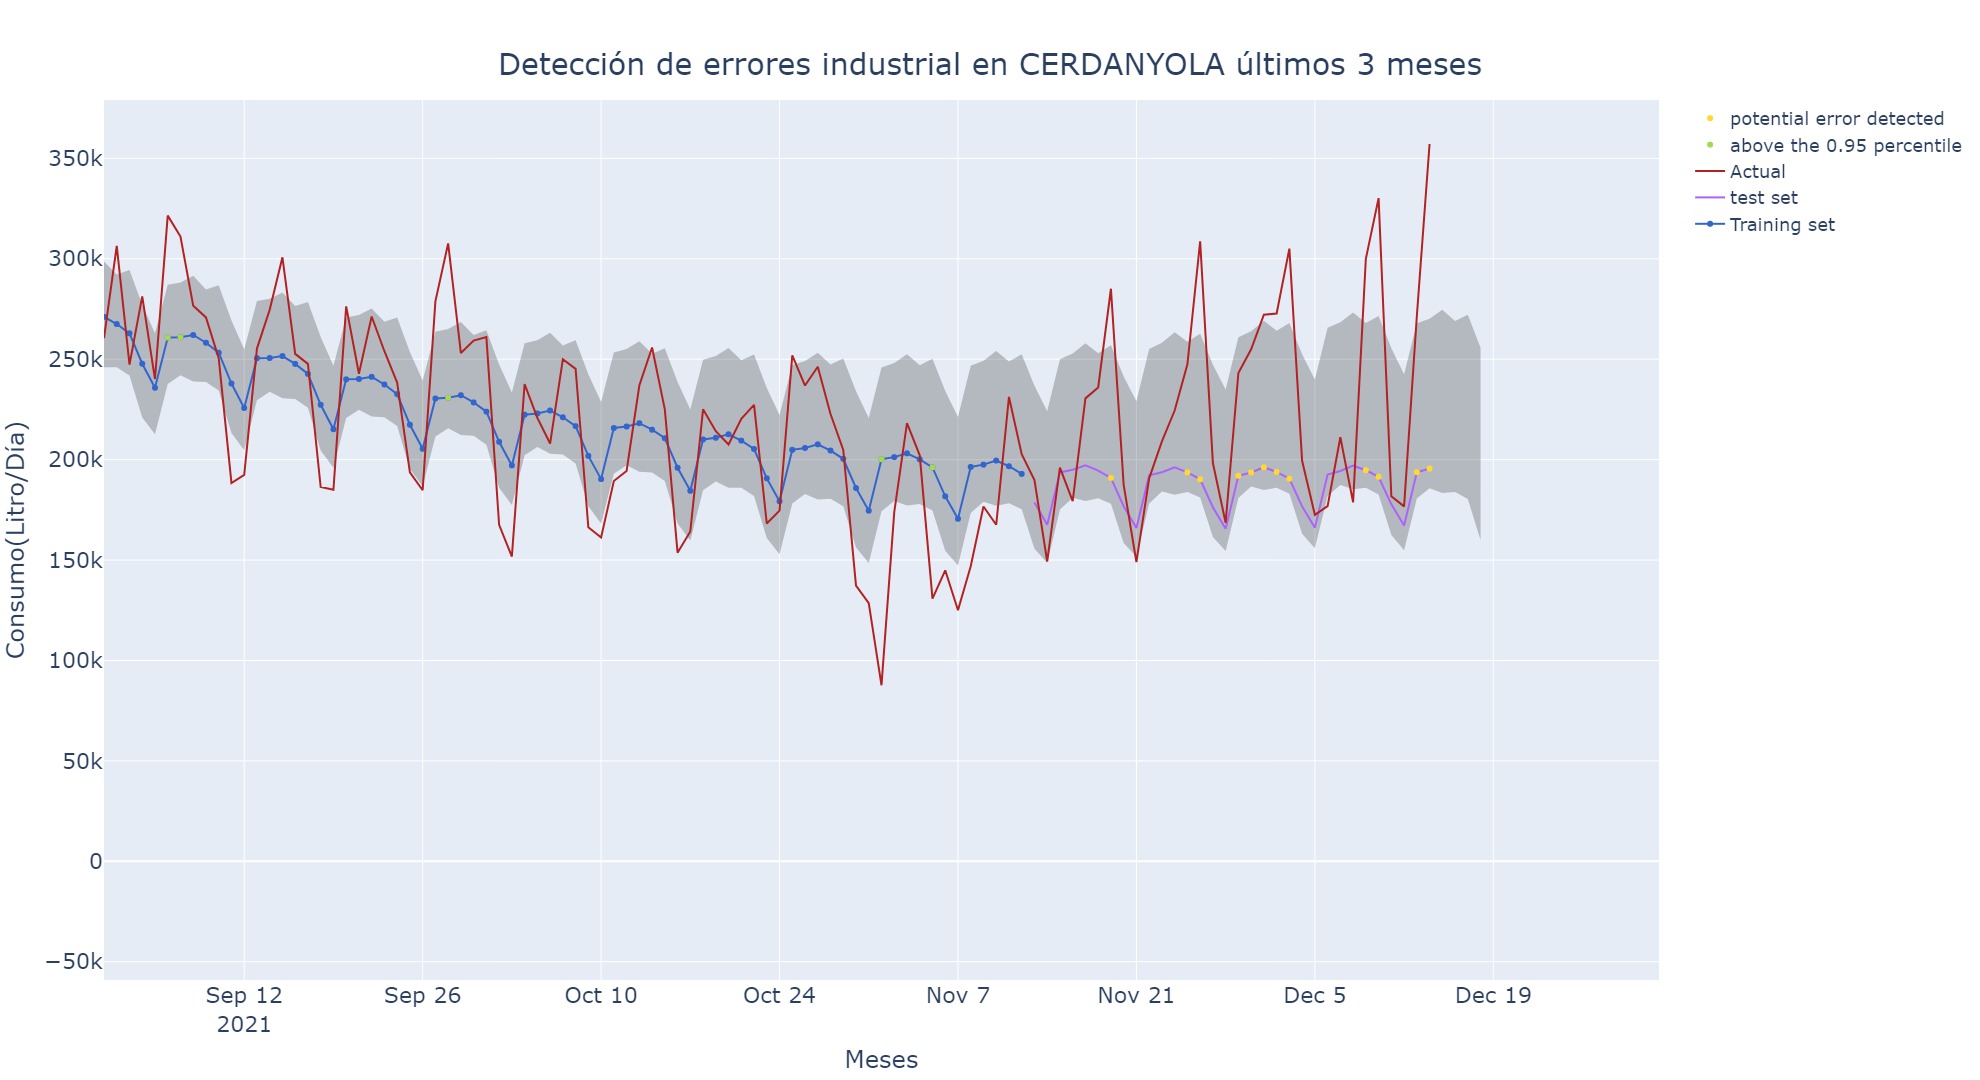 Detección de errores industrial en CERDANYOLA últimos 3 meses
potential error detected
above the 0.95 percentile
Actual
test set
Training set
Consumo(Litro/Día)
350k
300k
250k
200k
150k
100k
50k
0
−50k
Sep 12
2021
Sep 26
Oct 10
Oct 24
Nov 7
Nov 21
Dec 5
Dec 19
Meses